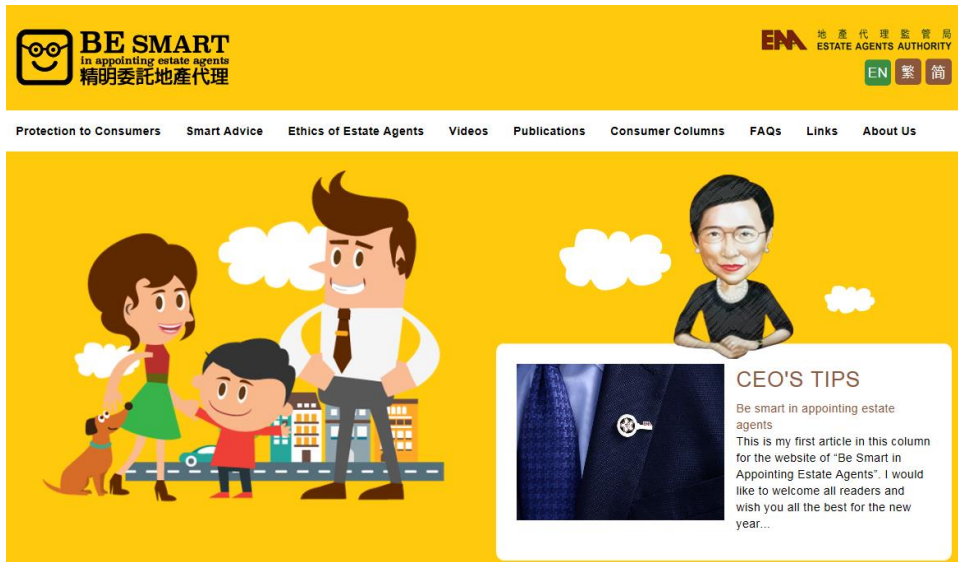 BE SMART
in appointing estate agents
精明委託地產代理
EAA 地產代理監管局
ESTATE AGENTS AUTHORITY
EN 繁 简
Protection to Consumers Smart Advice Ethics of Estate Agents Videos Publications Consumer Columns FAQs Links About Us
CEO'S TIPS
Be smart in appointing estate
agents
This is my first article in this column
for the website of “Be Smart in
Appointing Estate Agents”. I would
like to welcome all readers and
wish you all the best for the new
year...